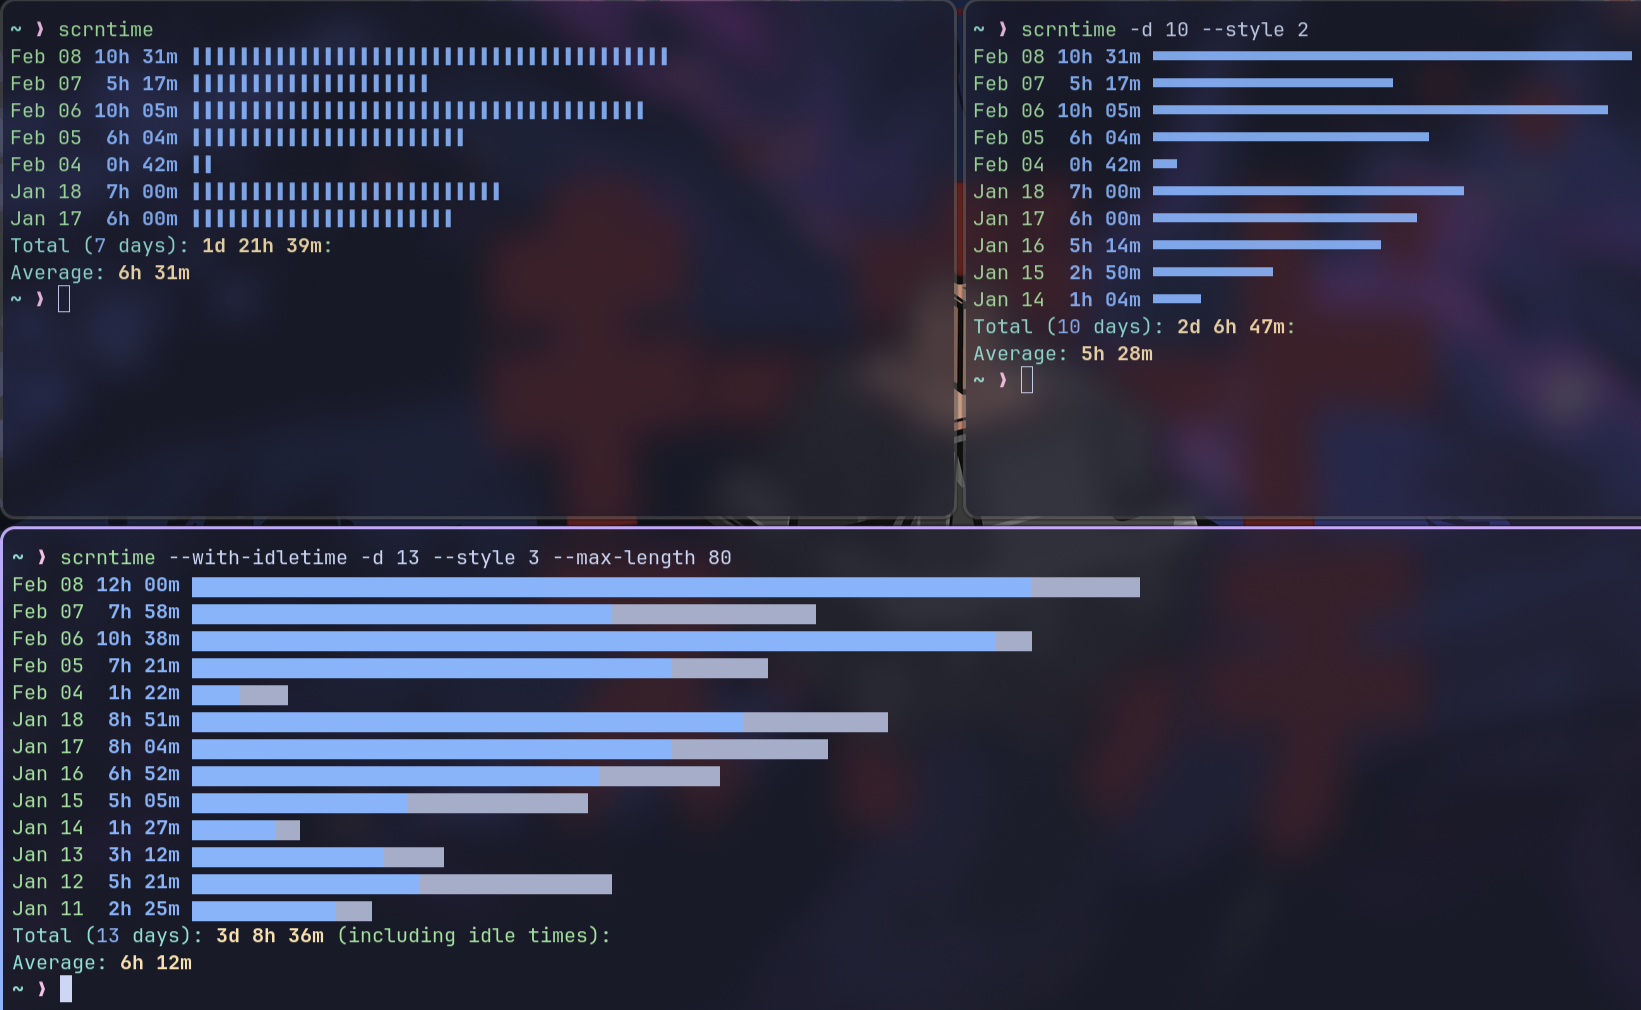 ~ ❯ scrntime
Feb 08 10h 31m
Feb 07 5h 17m
Feb 06 10h 05m
Feb 05 6h 04m
Feb 04 0h 42m
Jan 18 7h 00m
Jan 17 6h 00m
Total (7 days): 1d 21h 39m:
Average: 6h 31m
~ ❯
~ ❯ scrntime -d 10 --style 2
Feb 08 10h 31m
Feb 07 5h 17m
Feb 06 10h 05m
Feb 05 6h 04m
Feb 04 0h 42m
Jan 18 7h 00m
Jan 17 6h 00m
Jan 16 5h 14m
Jan 15 2h 50m
Jan 14 1h 04m
Total (10 days): 2d 6h 47m:
Average: 5h 28m
~ ❯
~ ❯ scrntime --with-idletime -d 13 --style 3 --max-length 80
Feb 08 12h 00m
Feb 07 7h 58m
Feb 06 10h 38m
Feb 05 7h 21m
Feb 04 1h 22m
Jan 18 8h 51m
Jan 17 8h 04m
Jan 16 6h 52m
Jan 15 5h 05m
Jan 14 1h 27m
Jan 13 3h 12m
Jan 12 5h 21m
Jan 11 2h 25m
Total (13 days): 3d 8h 36m (including idle times):
Average: 6h 12m
~ ❯